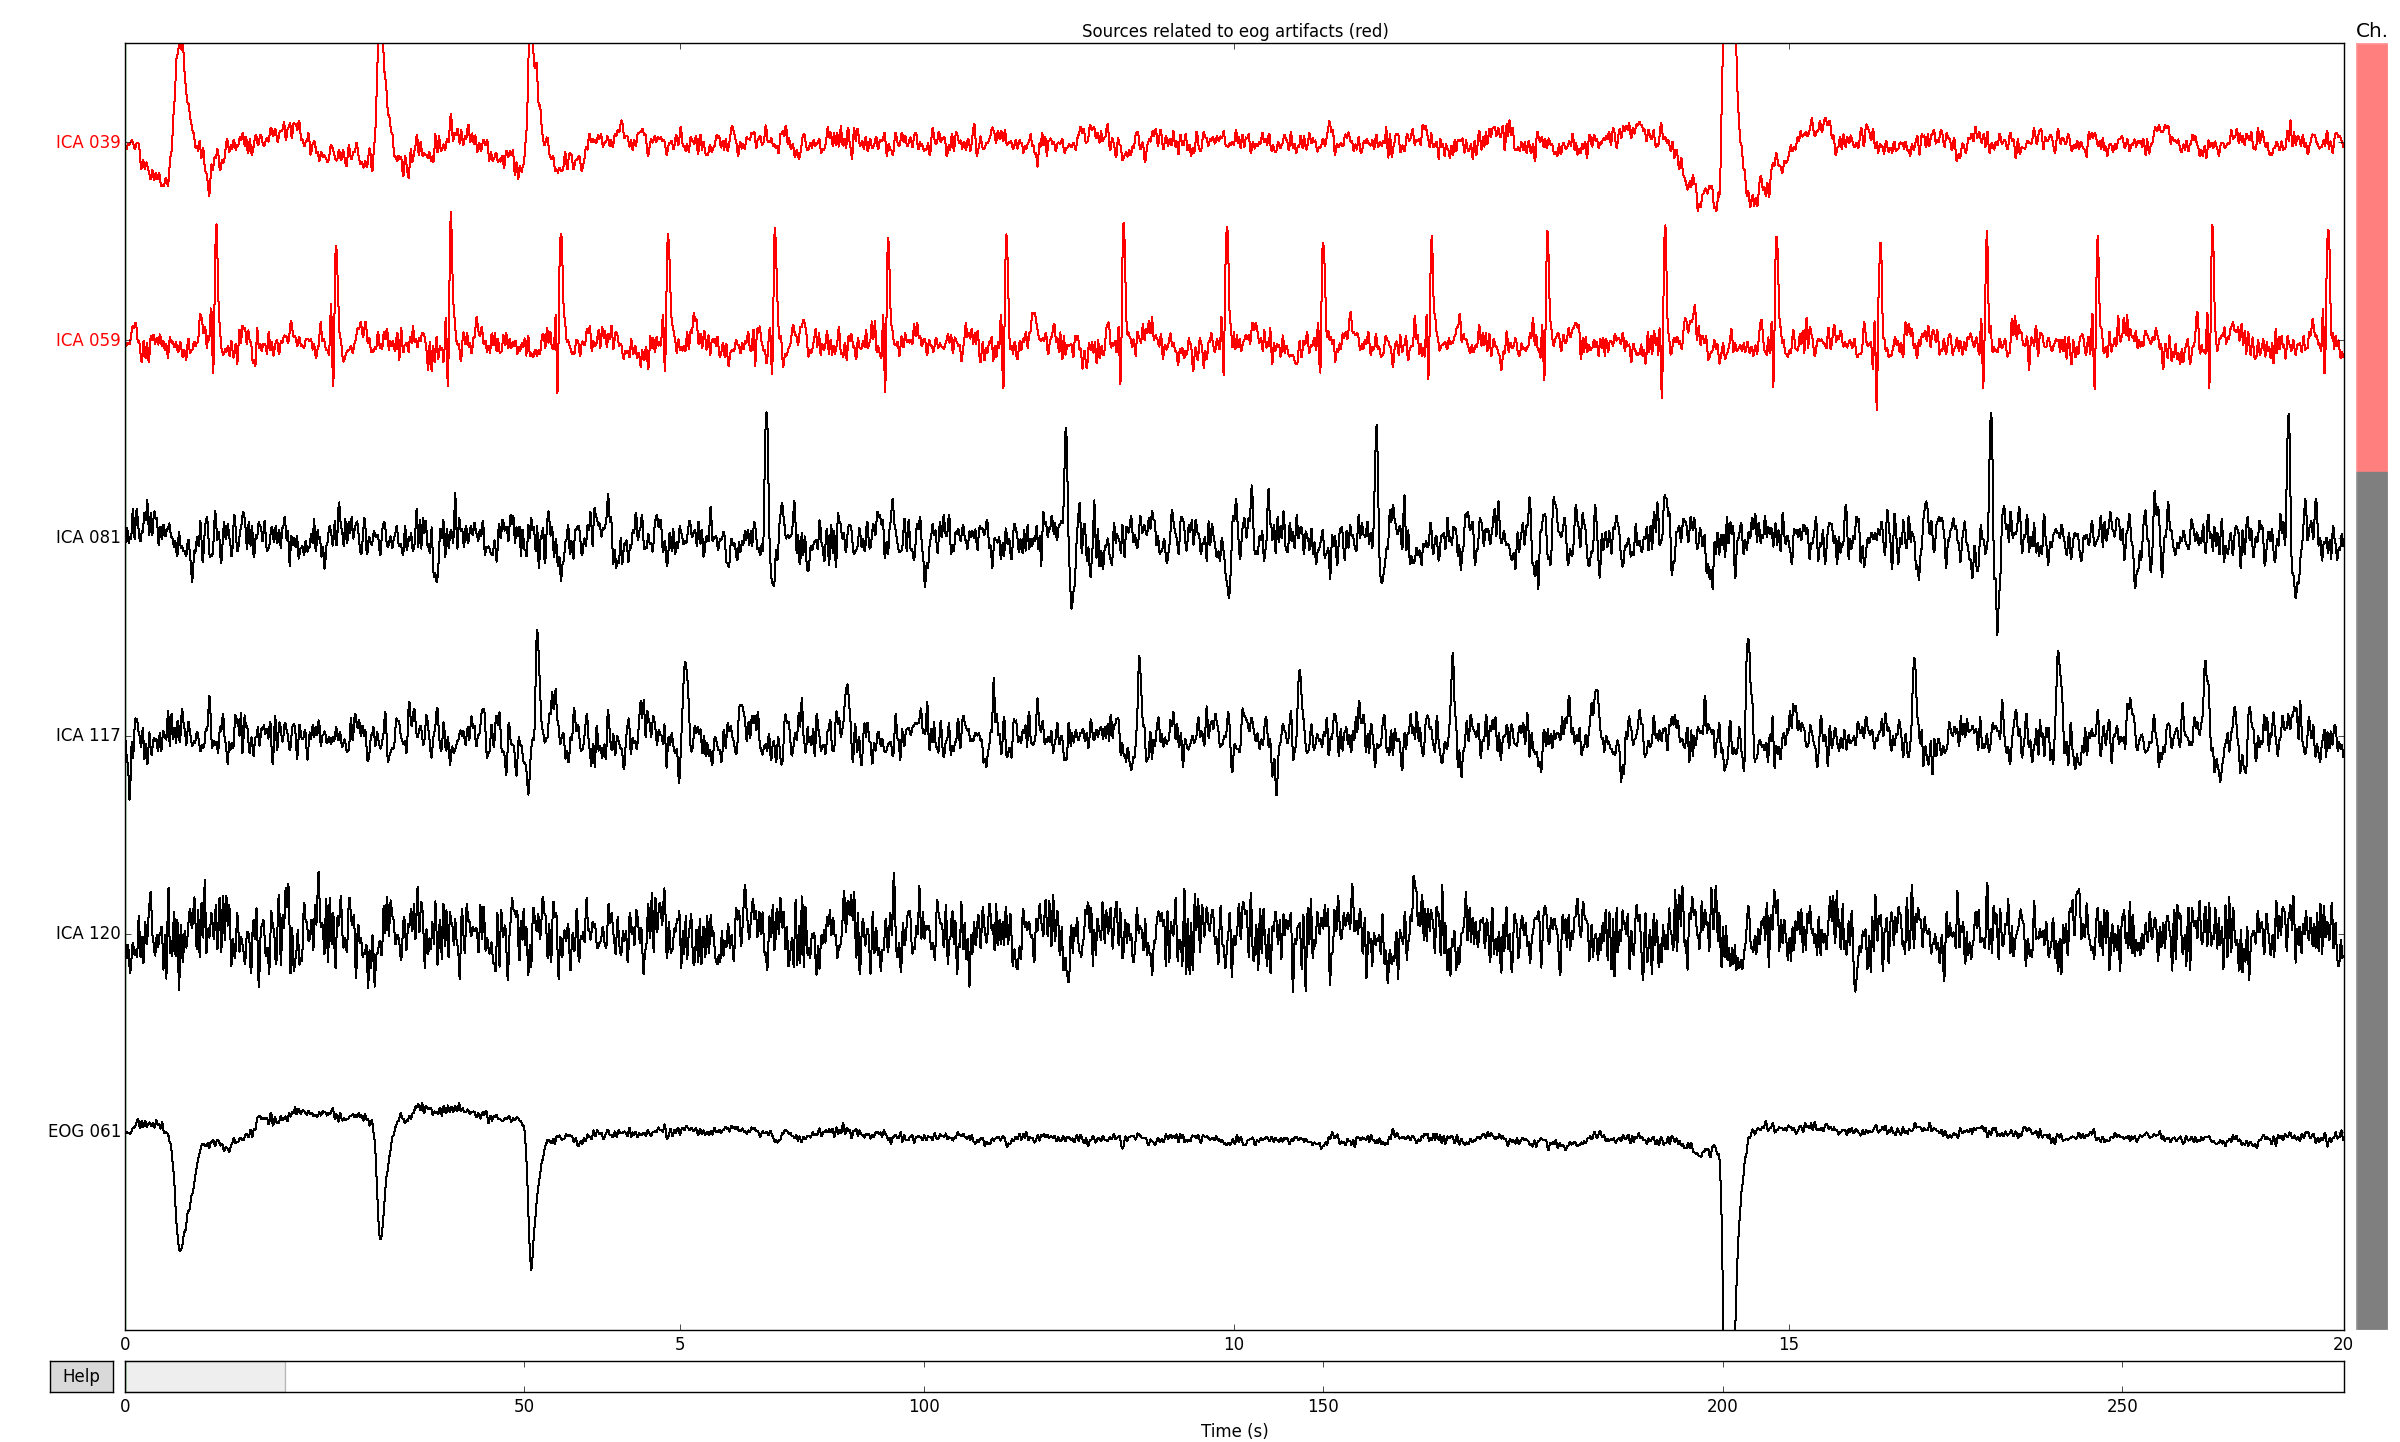 Sources related to eog artifacts (red)
Ch.
ICA 039
ICA 059
ICA 081
ICA 117
ICA 120
EOG 061
0 5 10 15 20
Help
0 50 100 150 200 250
Time (s)